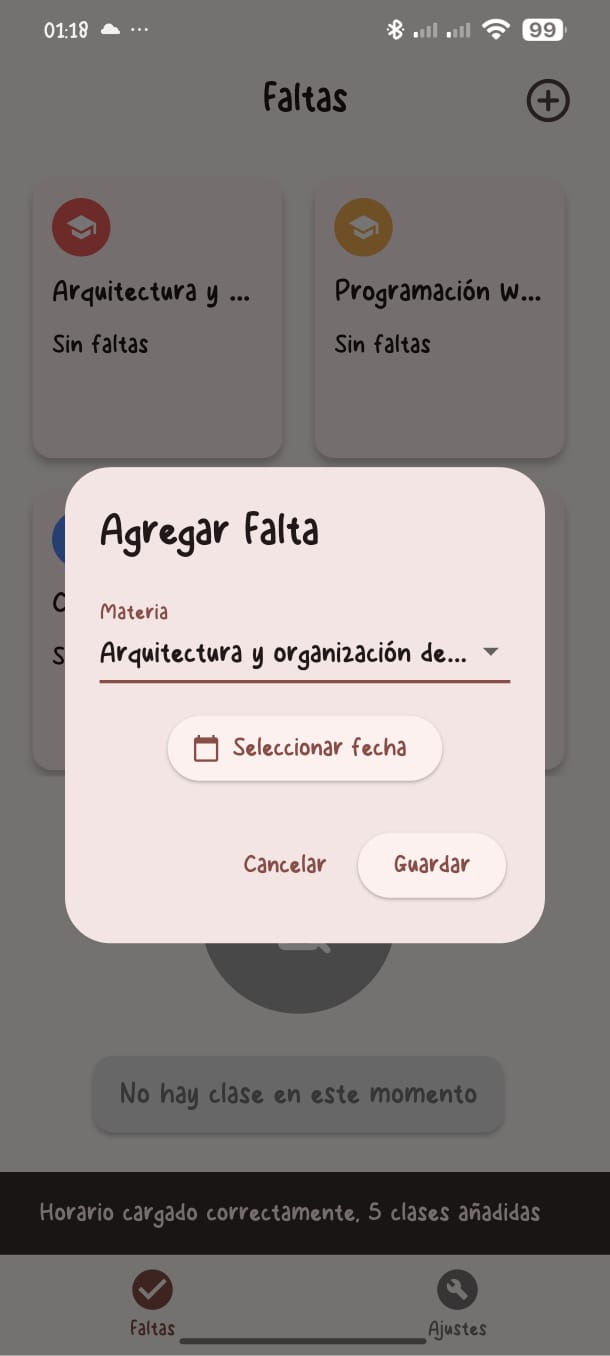 01:18
99
Faltas
Arquitectura y ...
Programación W...
Sin faltas
Sin faltas
Agregar Falta
Materia
Arquitectura y organización de...
Seleccionar fecha
Cancelar
Guardar
No hay clase en este momento
Horario cargado correctamente, 5 clases añadidas
Faltas
Ajustes